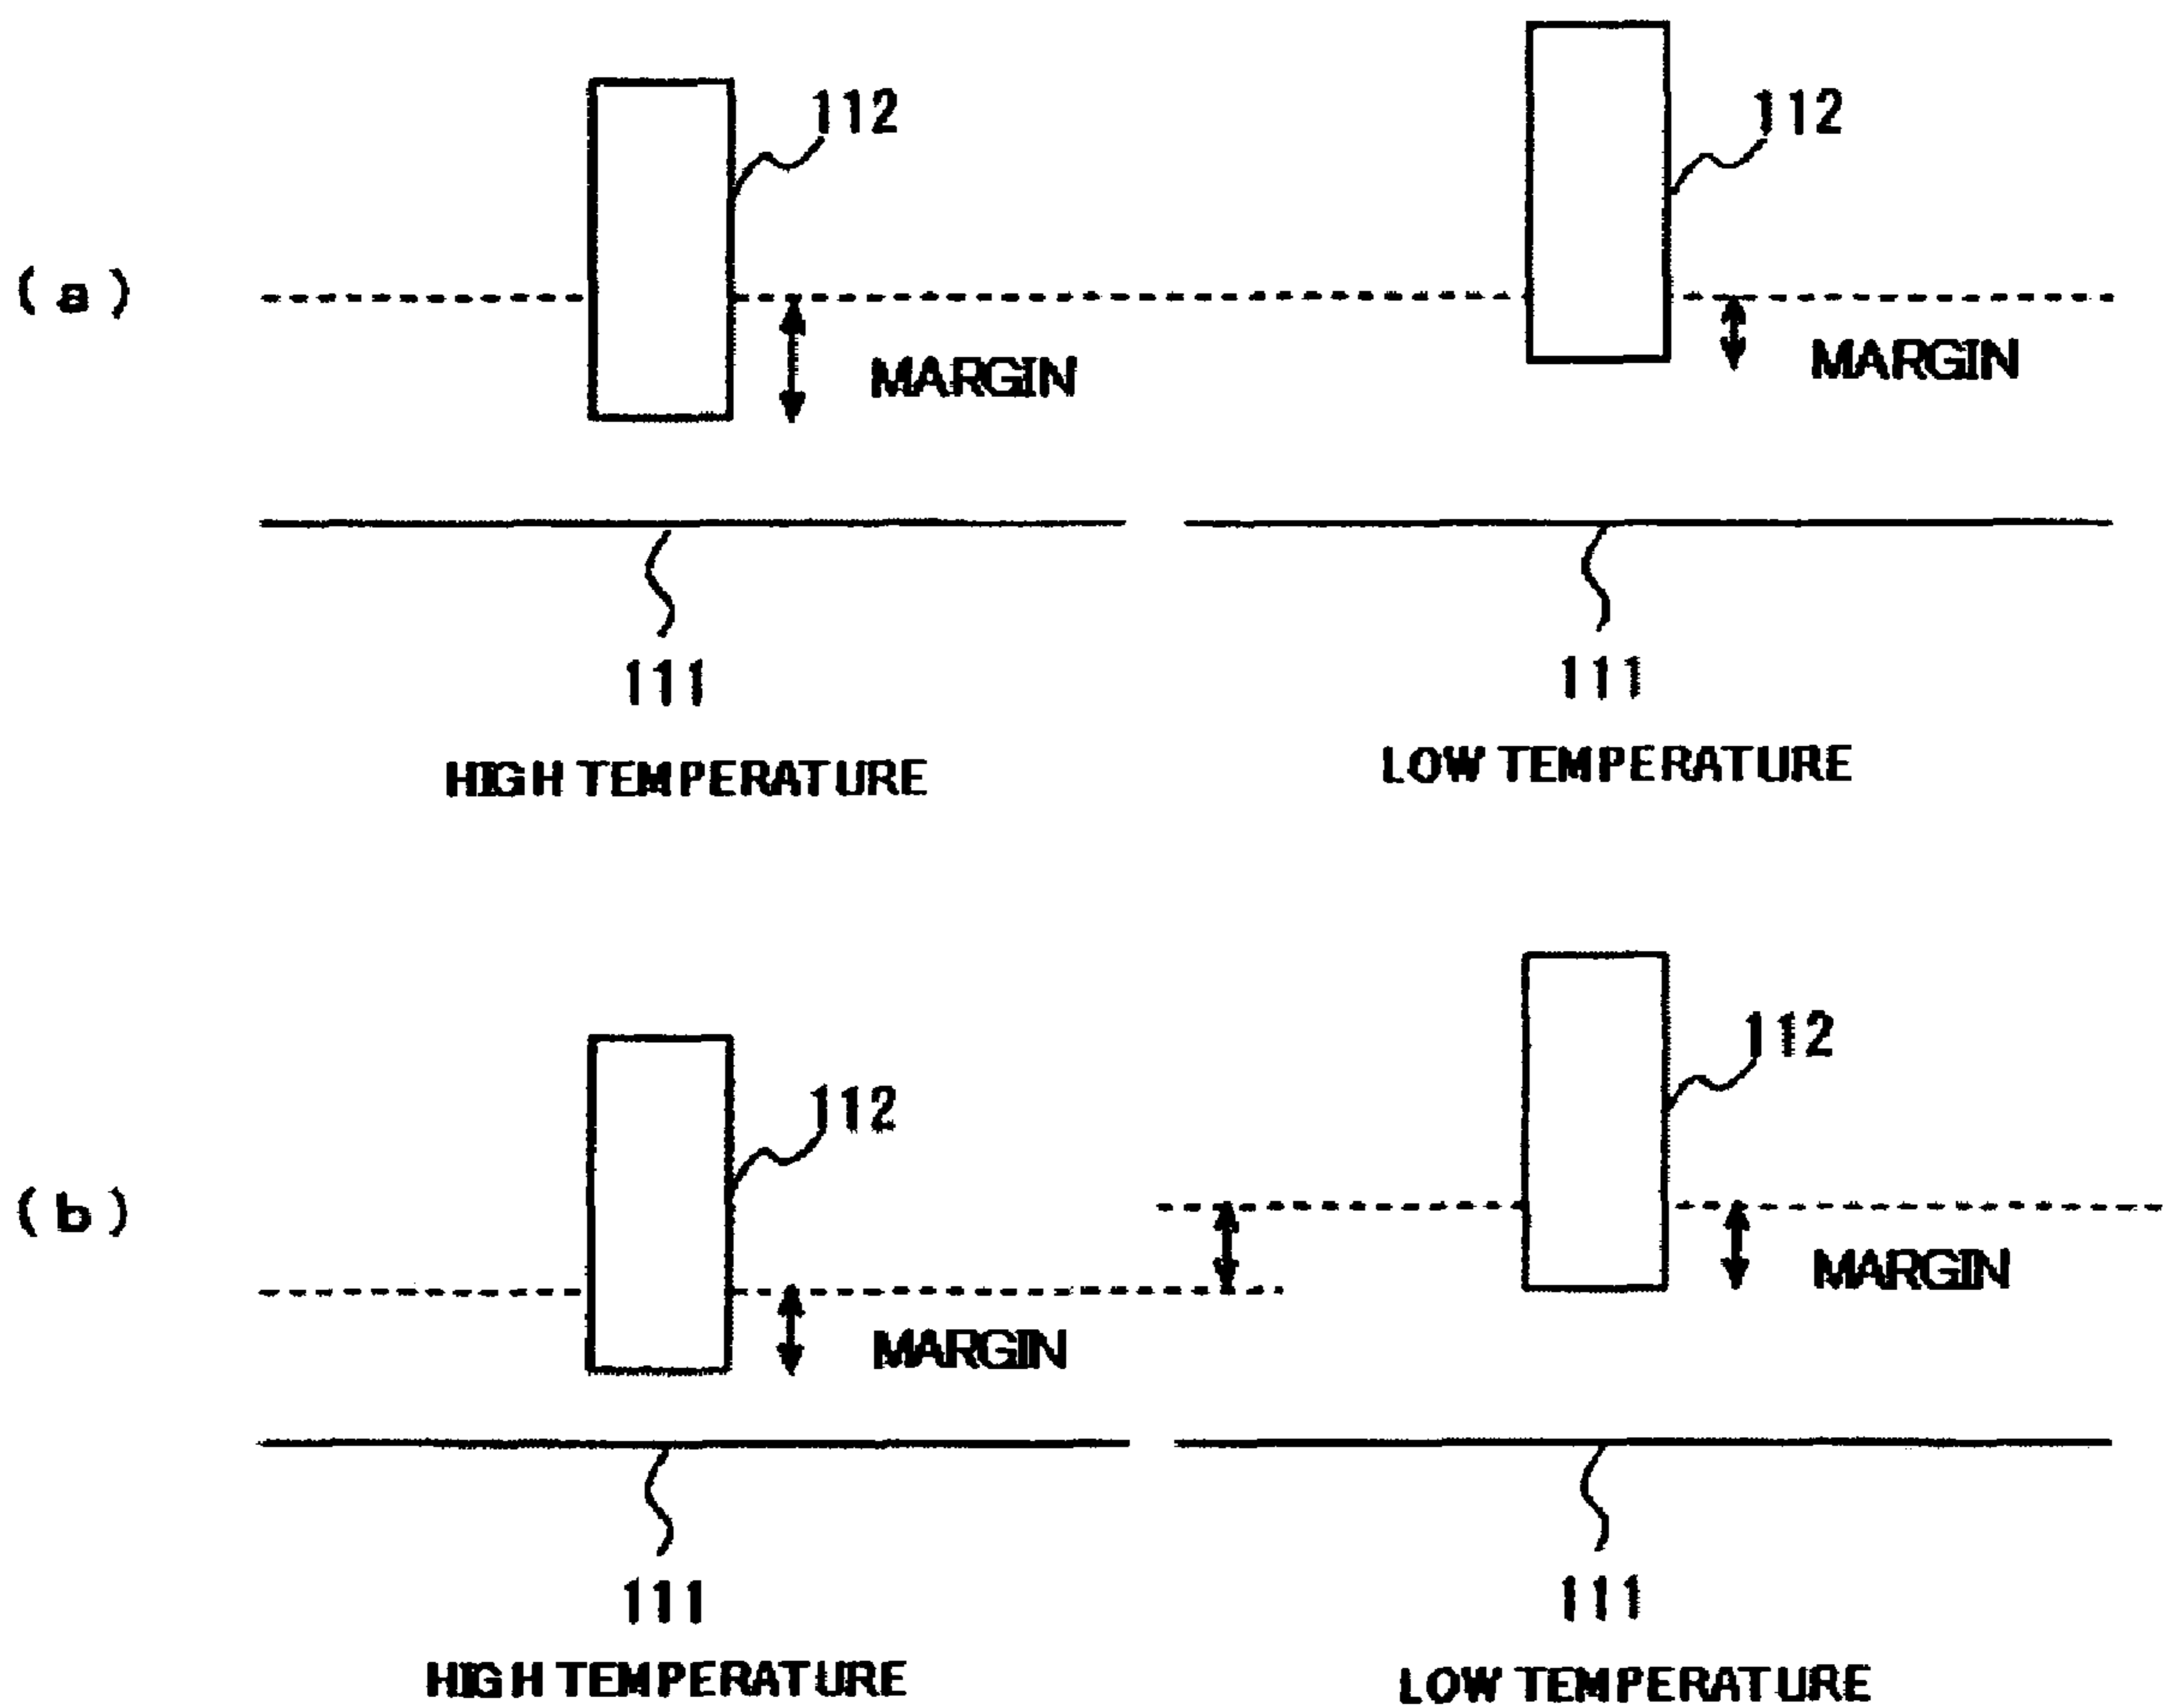 112
112
(a)
MARGIN
MARGIN
111
111
HIGH TEMPERATURE
LOW TEMPERATURE
112
112
(b)
MARGIN
MARGIN
111
111
HIGH TEMPERATURE
LOW TEMPERATURE